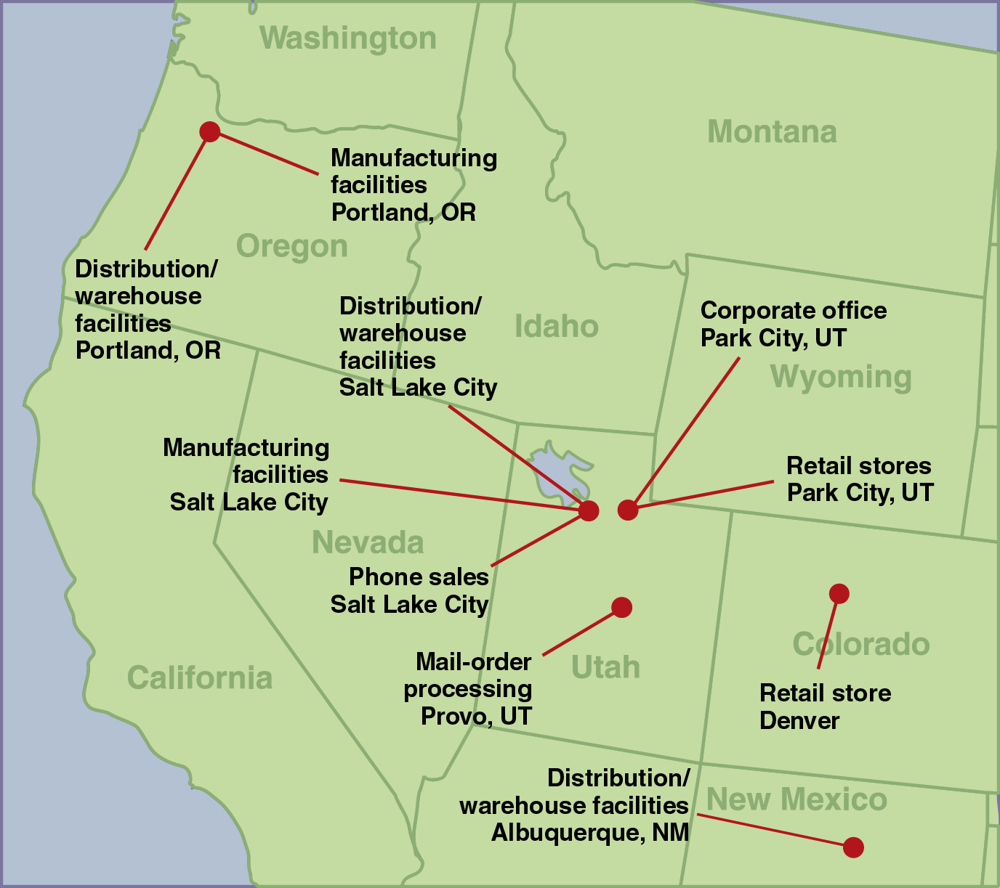 Washington
Montana
Manufacturing
facilities
Portland, OR
Oregon
Distribution/
warehouse
facilities
Portland, OR
Distribution/
warehouse
facilities
Salt Lake City
Idaho
Corporate office
Park City, UT
Wyoming
Manufacturing
facilities
Salt Lake City
Retail stores
Park City, UT
Nevada
Phone sales
Salt Lake City
Mail-order
processing
Provo, UT
Utah
Colorado
California
Retail store
Denver
Distribution/
warehouse facilities
Albuquerque, NM
New Mexico